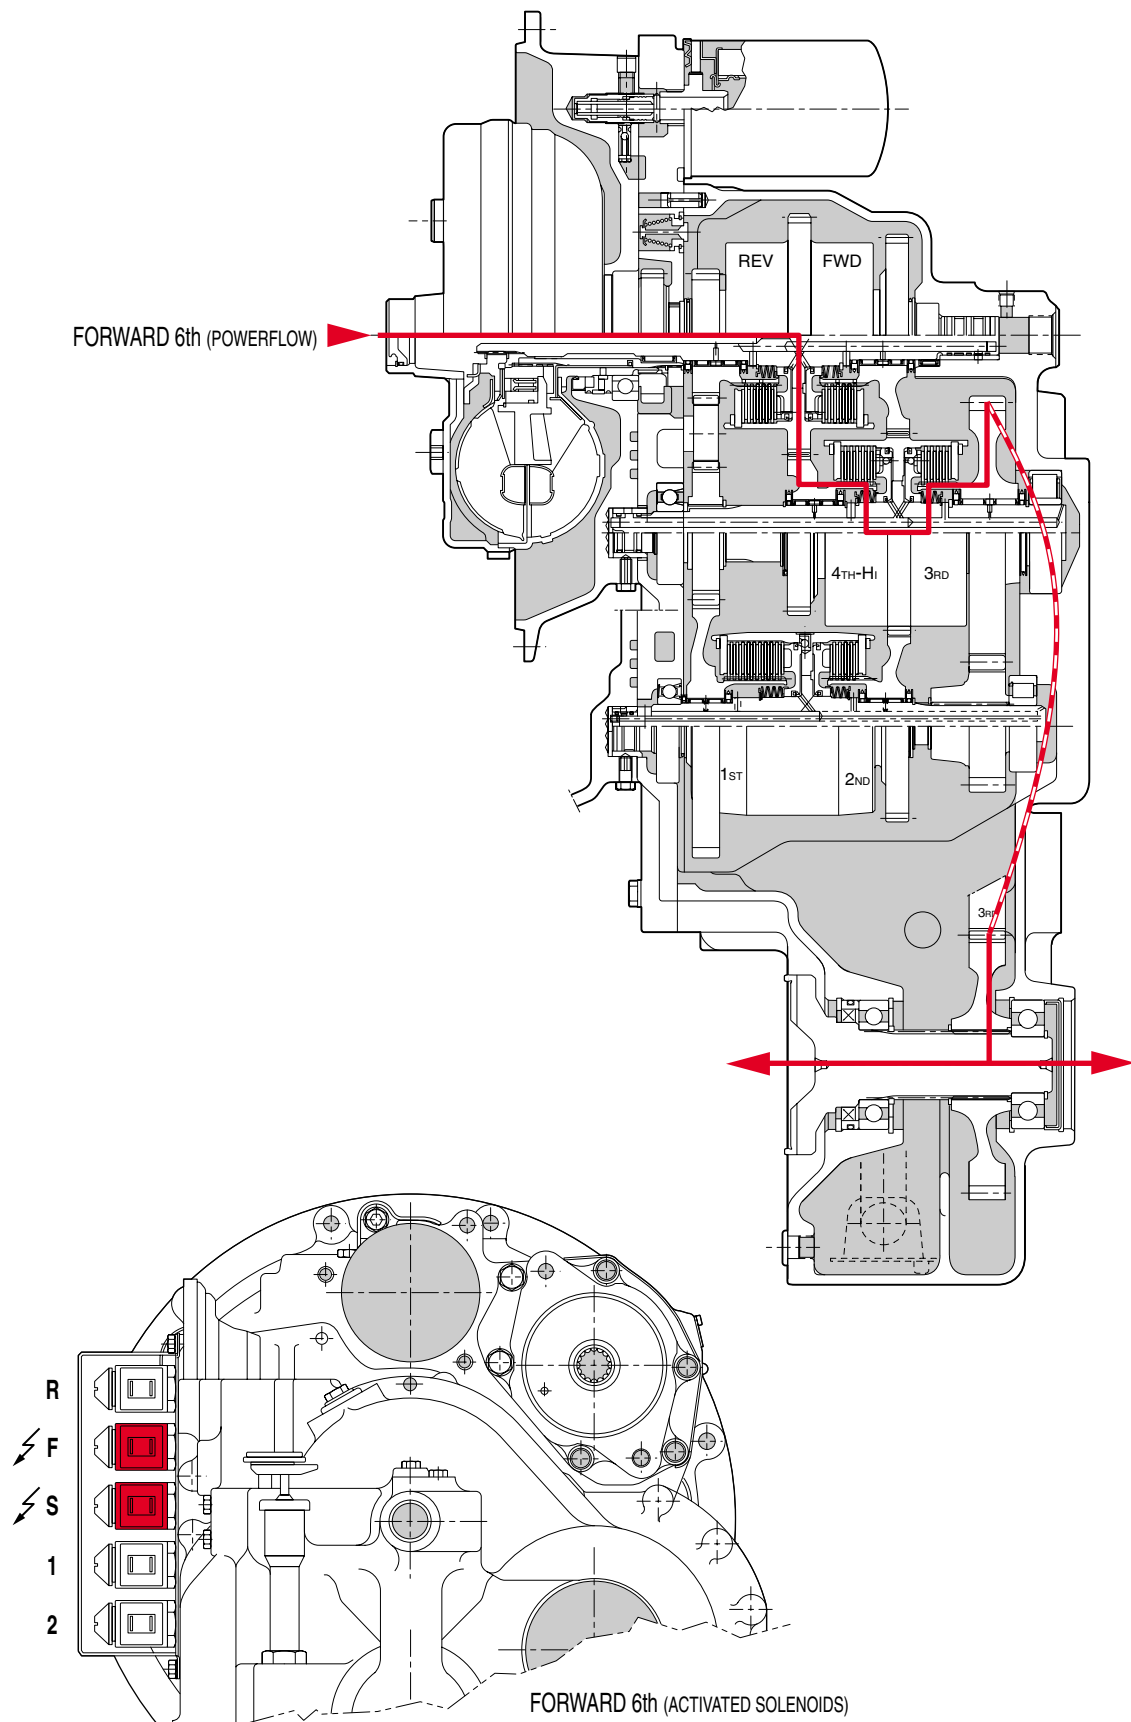 REV FWD
FORWARD 6th (POWERFLOW)
4TH-HI 3RD
1ST 2ND
3RD
R
F
S
1
2
FORWARD 6th (ACTIVATED SOLENOIDS)